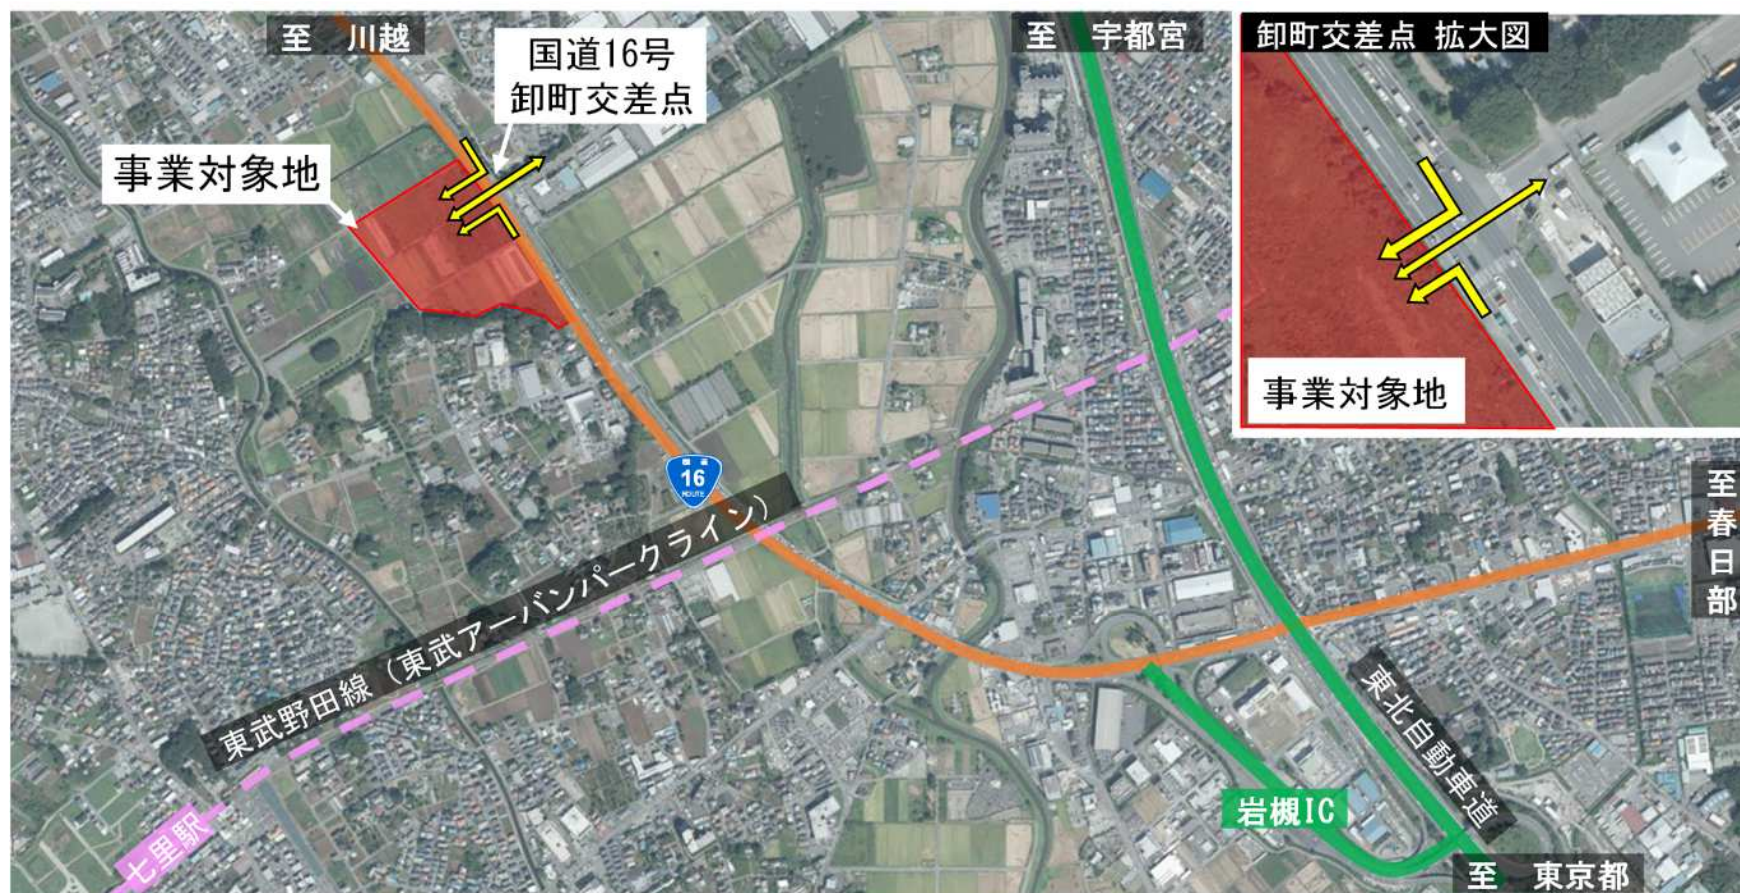 至 川越
国道16号
卸町交差点
至 宇都宮
卸町交差点 拡大図
事業対象地
事業対象地
国道
16
ROUTE
至春日部
東武野田線（東武アーバンパークライン）
東北自動車道
岩槻IC
七里駅
至 東京都